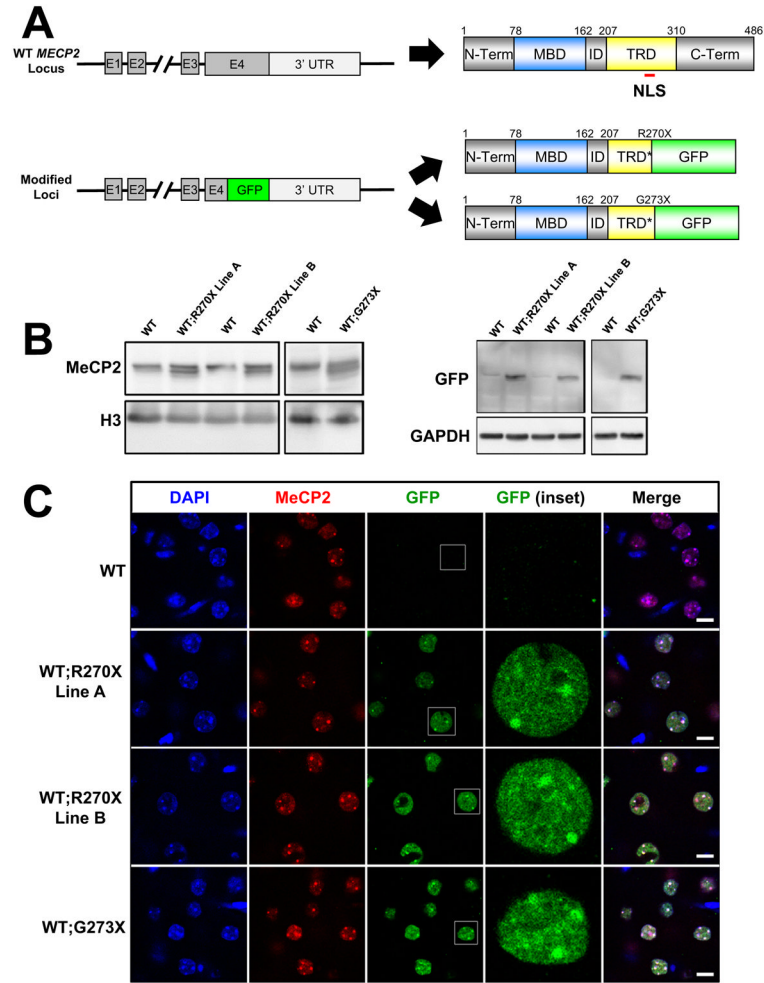 A
WT MECP2
Locus
E1 E2 E3 E4 3' UTR
1 78 162 207 310 486
N-Term MBD ID TRD C-Term
NLS
Modified
Loci
E1 E2 E3 E4 GFP 3' UTR
1 78 162 207 R270X
N-Term MBD ID TRD* GFP
1 78 162 207 G273X
N-Term MBD ID TRD* GFP
B
WT WT;R270X Line A WT WT;R270X Line B WT WT;G273X
MeCP2
H3
WT WT;R270X Line A WT WT;R270X Line B WT WT;G273X
GFP
GAPDH
C
DAPI MeCP2 GFP GFP (inset) Merge
WT
WT;R270X
Line A
WT;R270X
Line B
WT;G273X